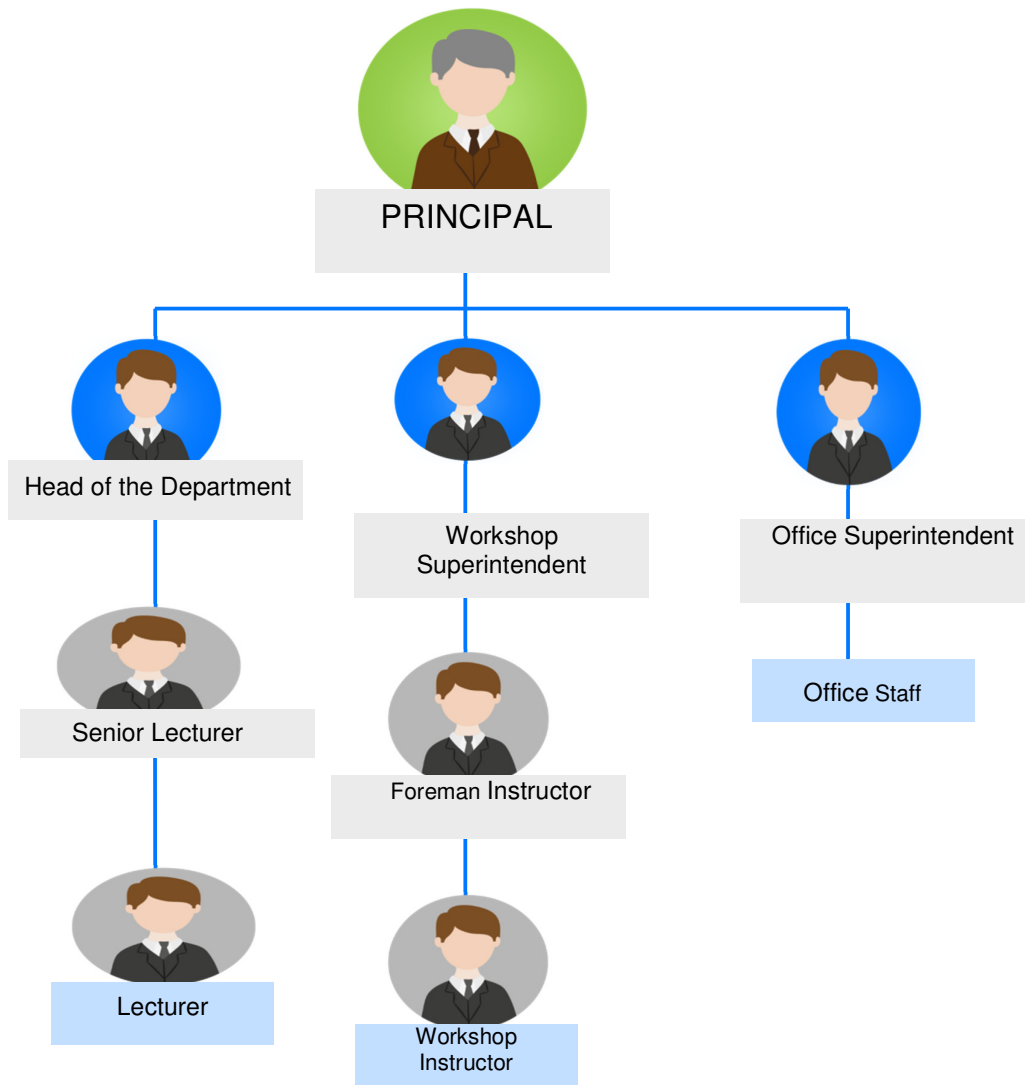 PRINCIPAL
Head of the Department
Workshop
Superintendent
Office Superintendent
Senior Lecturer
Office Staff
Foreman Instructor
Lecturer
Workshop
Instructor